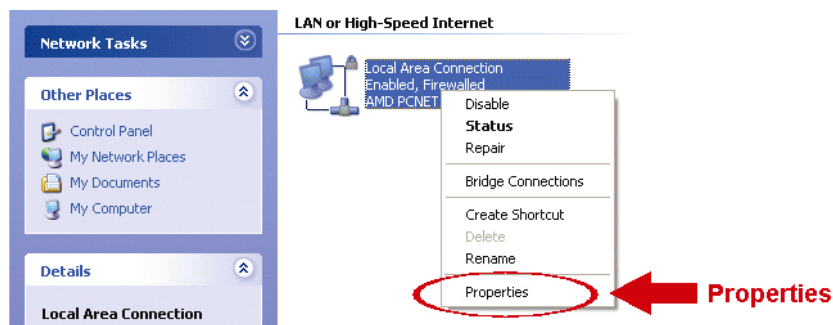 LAN or High-Speed Internet
Network Tasks
Other Places
Control Panel
My Network Places
My Documents
My Computer
Details
Local Area Connection
Local Area Connection
Enabled, Firewalled
AMD PCNET
Disable
Status
Repair
Bridge Connections
Create Shortcut
Delete
Rename
Properties
Properties